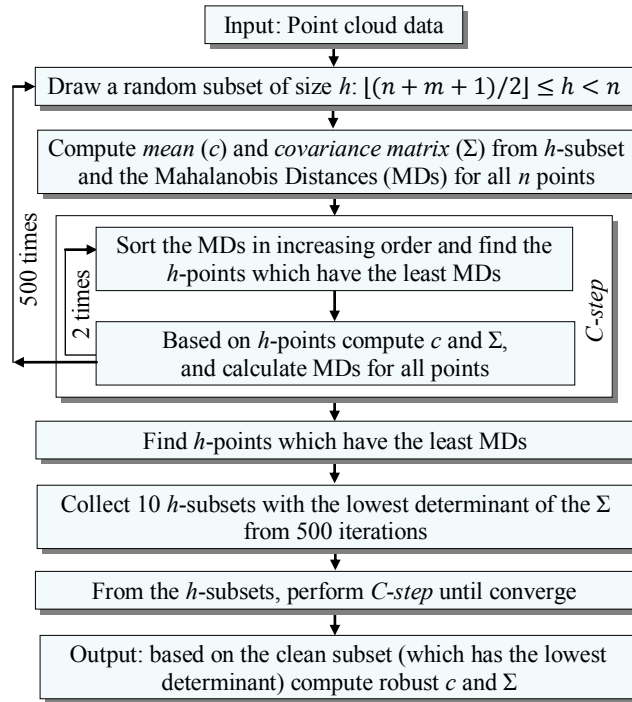 Input: Point cloud data
Draw a random subset of size h: ⌊(n + m + 1)/2⌋ ≤ h < n
Compute mean (c) and covariance matrix (Σ) from h-subset
and the Mahalanobis Distances (MDs) for all n points
Sort the MDs in increasing order and find the
h-points which have the least MDs
Based on h-points compute c and Σ,
and calculate MDs for all points
2 times
500 times
C-step
Find h-points which have the least MDs
Collect 10 h-subsets with the lowest determinant of the Σ
from 500 iterations
From the h-subsets, perform C-step until converge
Output: based on the clean subset (which has the lowest
determinant) compute robust c and Σ